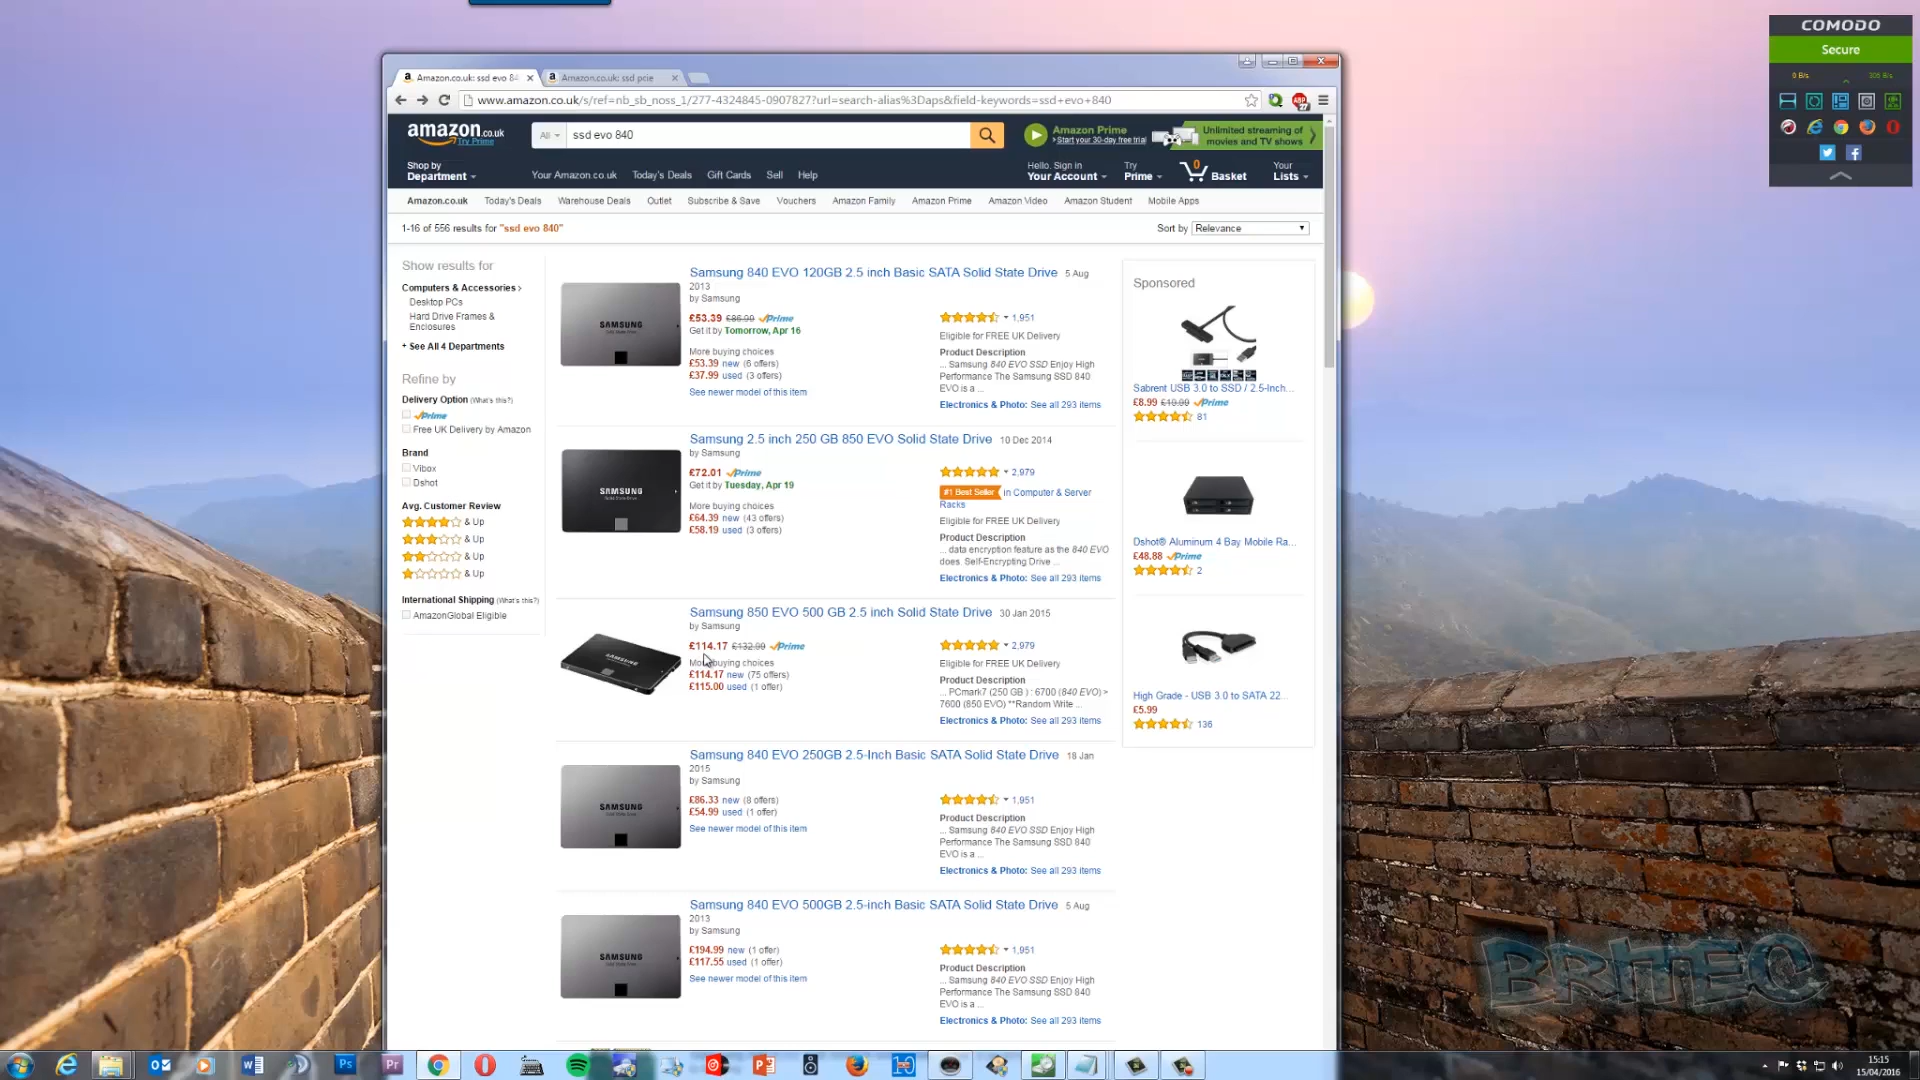 COMODO
Secure
0 B/s
305 B/s
Amazon.co.uk: ssd evo 84
Amazon.co.uk: ssd pcie
www.amazon.co.uk/s/ref=nb_sb_noss_1/277-4324845-0907827?url=search-alias%3Daps&field-keywords=ssd+evo+840
ABP
amazon.co.uk
Try Prime
All
ssd evo 840
Amazon Prime
›Start your 30-day free trial
Unlimited streaming of
movies and TV shows
Shop by
Department
Your Amazon.co.uk Today's Deals Gift Cards Sell Help
Hello. Sign in
Your Account
Try
Prime
0
Basket
Your
Lists
Amazon.co.uk Today's Deals Warehouse Deals Outlet Subscribe & Save Vouchers Amazon Family Amazon Prime Amazon Video Amazon Student Mobile Apps
1-16 of 556 results for "ssd evo 840"
Sort by Relevance
Show results for
Computers & Accessories ›
Desktop PCs
Hard Drive Frames &
Enclosures
+ See All 4 Departments
Refine by
Delivery Option (What's this?)
Prime
Free UK Delivery by Amazon
Brand
Vibox
Dshot
Avg. Customer Review
& Up
& Up
& Up
& Up
International Shipping (What's this?)
AmazonGlobal Eligible
SAMSUNG
Samsung 840 EVO 120GB 2.5 inch Basic SATA Solid State Drive 5 Aug
2013
by Samsung
£53.39 £86.99 Prime
Get it by Tomorrow, Apr 16
More buying choices
£53.39 new (6 offers)
£37.99 used (3 offers)
See newer model of this item
1,951
Eligible for FREE UK Delivery
Product Description
... Samsung 840 EVO SSD Enjoy High
Performance The Samsung SSD 840
EVO is a ...
Electronics & Photo: See all 293 items
SAMSUNG
Samsung 2.5 inch 250 GB 850 EVO Solid State Drive 10 Dec 2014
by Samsung
£72.01 Prime
Get it by Tuesday, Apr 19
More buying choices
£64.39 new (43 offers)
£58.19 used (3 offers)
2,979
#1 Best Seller in Computer & Server
Racks
Eligible for FREE UK Delivery
Product Description
... data encryption feature as the 840 EVO
does. Self-Encrypting Drive ...
Electronics & Photo: See all 293 items
SAMSUNG
Samsung 850 EVO 500 GB 2.5 inch Solid State Drive 30 Jan 2015
by Samsung
£114.17 £132.99 Prime
More buying choices
£114.17 new (75 offers)
£115.00 used (1 offer)
2,979
Eligible for FREE UK Delivery
Product Description
... PCmark7 (250 GB ) : 6700 (840 EVO) >
7600 (850 EVO) **Random Write ...
Electronics & Photo: See all 293 items
SAMSUNG
Samsung 840 EVO 250GB 2.5-Inch Basic SATA Solid State Drive 18 Jan
2015
by Samsung
£86.33 new (8 offers)
£54.99 used (1 offer)
See newer model of this item
1,951
Product Description
... Samsung 840 EVO SSD Enjoy High
Performance The Samsung SSD 840
EVO is a ...
Electronics & Photo: See all 293 items
SAMSUNG
Samsung 840 EVO 500GB 2.5-inch Basic SATA Solid State Drive 5 Aug
2013
by Samsung
£194.99 new (1 offer)
£117.55 used (1 offer)
See newer model of this item
1,951
Product Description
... Samsung 840 EVO SSD Enjoy High
Performance The Samsung SSD 840
EVO is a ...
Electronics & Photo: See all 293 items
Sponsored
Sabrent USB 3.0 to SSD / 2.5-Inch...
£8.99 £19.99 Prime
81
Dshot® Aluminum 4 Bay Mobile Ra...
£48.88 Prime
2
High Grade - USB 3.0 to SATA 22...
£5.99
136
BRITEC
15:15
15/04/2016